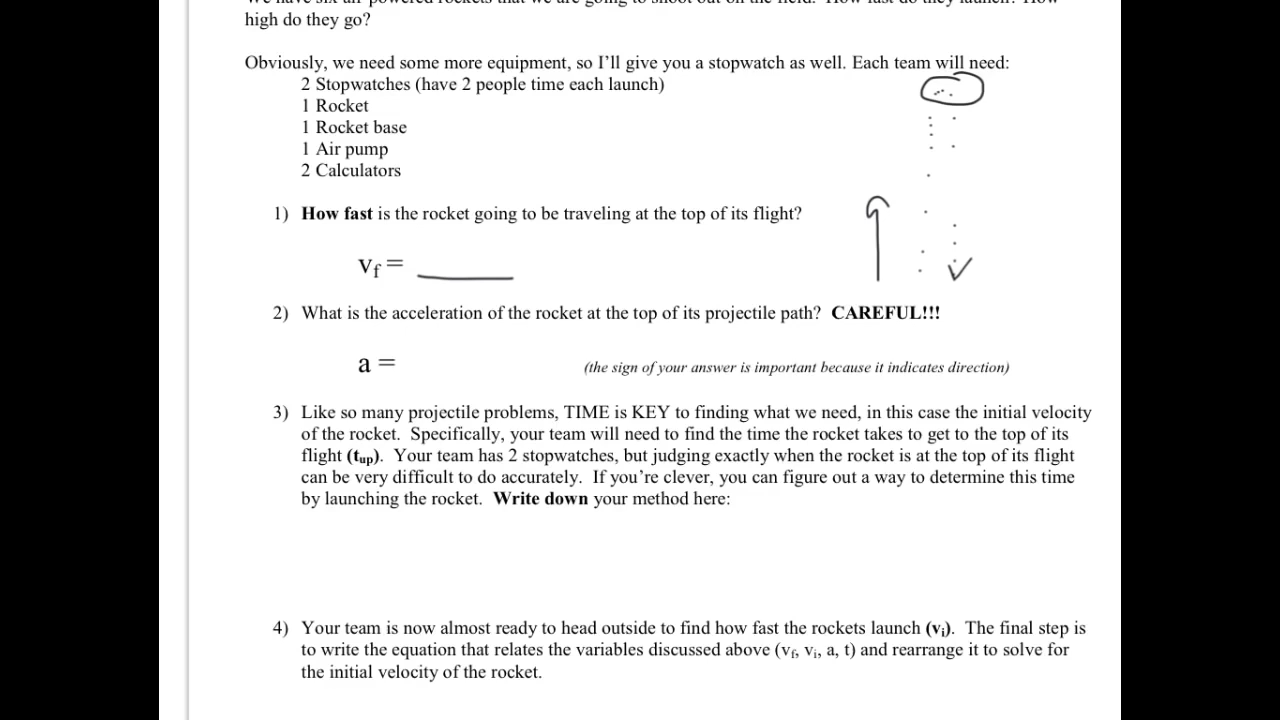 high do they go?
Obviously, we need some more equipment, so I'll give you a stopwatch as well. Each team will need:
2 Stopwatches (have 2 people time each launch)
1 Rocket
1 Rocket base
1 Air pump
2 Calculators
1) How fast is the rocket going to be traveling at the top of its flight?
vf = ______
2) What is the acceleration of the rocket at the top of its projectile path? CAREFUL!!!
a = (the sign of your answer is important because it indicates direction)
3) Like so many projectile problems, TIME is KEY to finding what we need, in this case the initial velocity
of the rocket. Specifically, your team will need to find the time the rocket takes to get to the top of its
flight (tup). Your team has 2 stopwatches, but judging exactly when the rocket is at the top of its flight
can be very difficult to do accurately. If you're clever, you can figure out a way to determine this time
by launching the rocket. Write down your method here:
4) Your team is now almost ready to head outside to find how fast the rockets launch (vi). The final step is
to write the equation that relates the variables discussed above (vf, vi, a, t) and rearrange it to solve for
the initial velocity of the rocket.